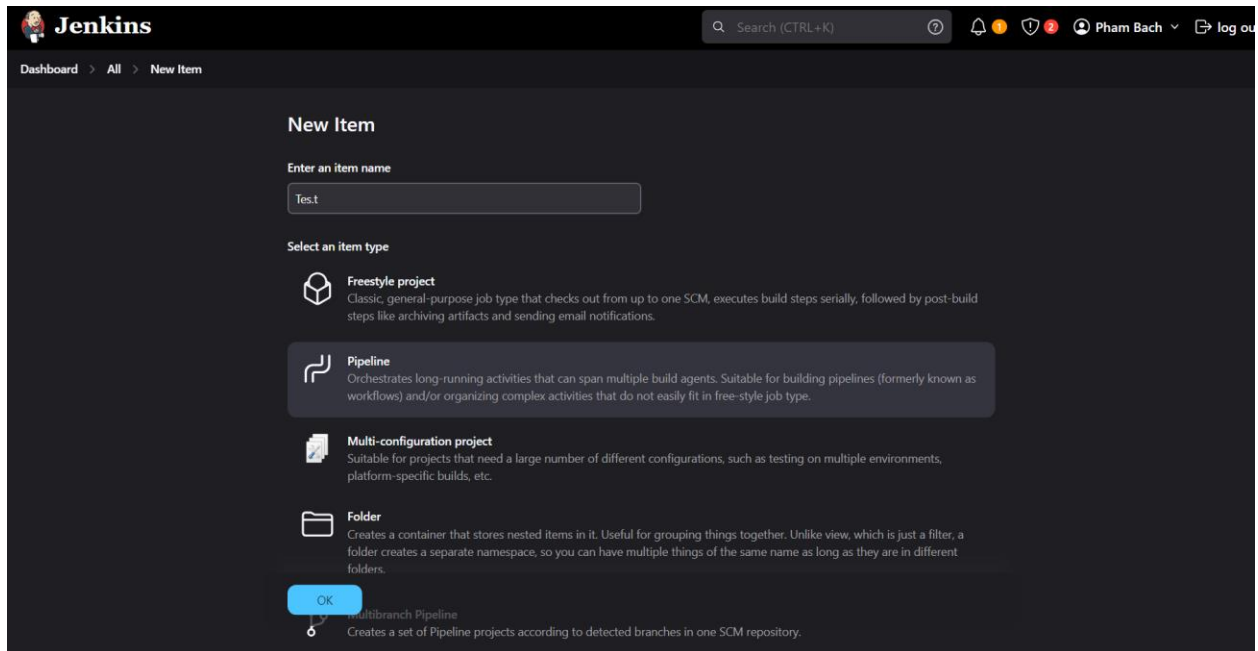 Jenkins
Search (CTRL+K)
1
2
Pham Bach
log ou
Dashboard > All > New Item
New Item
Enter an item name
Tes.t
Select an item type
Freestyle project
Classic, general-purpose job type that checks out from up to one SCM, executes build steps serially, followed by post-build
steps like archiving artifacts and sending email notifications.
Pipeline
Orchestrates long-running activities that can span multiple build agents. Suitable for building pipelines (formerly known as
workflows) and/or organizing complex activities that do not easily fit in free-style job type.
Multi-configuration project
Suitable for projects that need a large number of different configurations, such as testing on multiple environments,
platform-specific builds, etc.
Folder
Creates a container that stores nested items in it. Useful for grouping things together. Unlike view, which is just a filter, a
folder creates a separate namespace, so you can have multiple things of the same name as long as they are in different
folders.
OK
Multibranch Pipeline
Creates a set of Pipeline projects according to detected branches in one SCM repository.